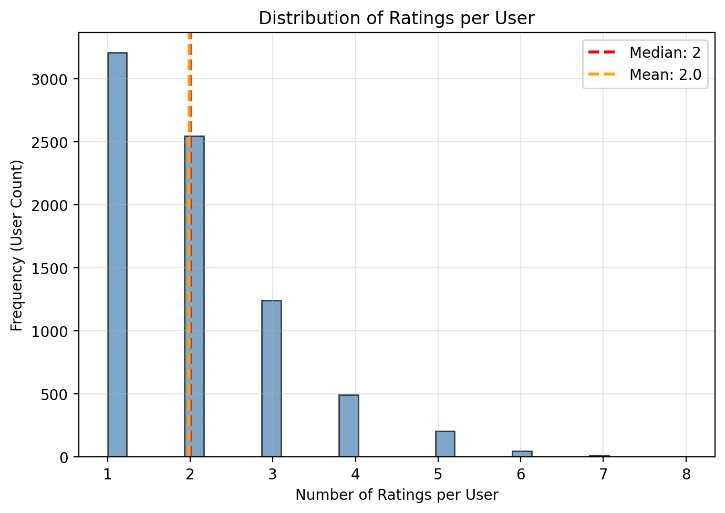 Distribution of Ratings per User
Median: 2
Mean: 2.0
Frequency (User Count)
3000
2500
2000
1500
1000
500
0
1 2 3 4 5 6 7 8
Number of Ratings per User